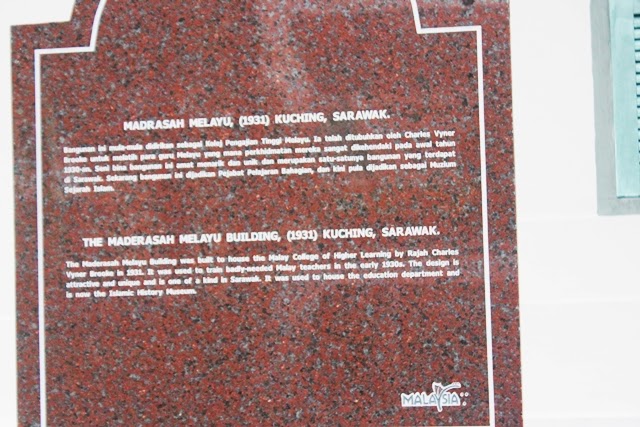 MADRASAH MELAYU, (1931) KUCHING, SARAWAK.
Bangunan ini mula-mula didirikan sebagai Kolej Pengajian Tinggi Melayu. Ia telah ditubuhkan oleh Charles Vyner
Brooke untuk melatih para guru Melayu yang mana perkhidmatan mereka sangat dikehendaki pada awal tahun
1930-an. Seni bina bangunan ini amat menarik dan unik dan merupakan satu-satunya bangunan yang terdapat
di Sarawak. Sekarang bangunan ini dijadikan Pejabat Pelajaran Bahagian, dan kini pula dijadikan sebagai Muzium
Sejarah Islam.
THE MADERASAH MELAYU BUILDING, (1931) KUCHING, SARAWAK.
The Maderasah Melayu Building was built to house the Malay College of Higher Learning by Rajah Charles
Vyner Brooke in 1931. It was used to train badly-needed Malay teachers in the early 1930s. The design is
attractive and unique and is one of a kind in Sarawak. It was used to house the education department and
is now the Islamic History Museum.
MALAYSIA